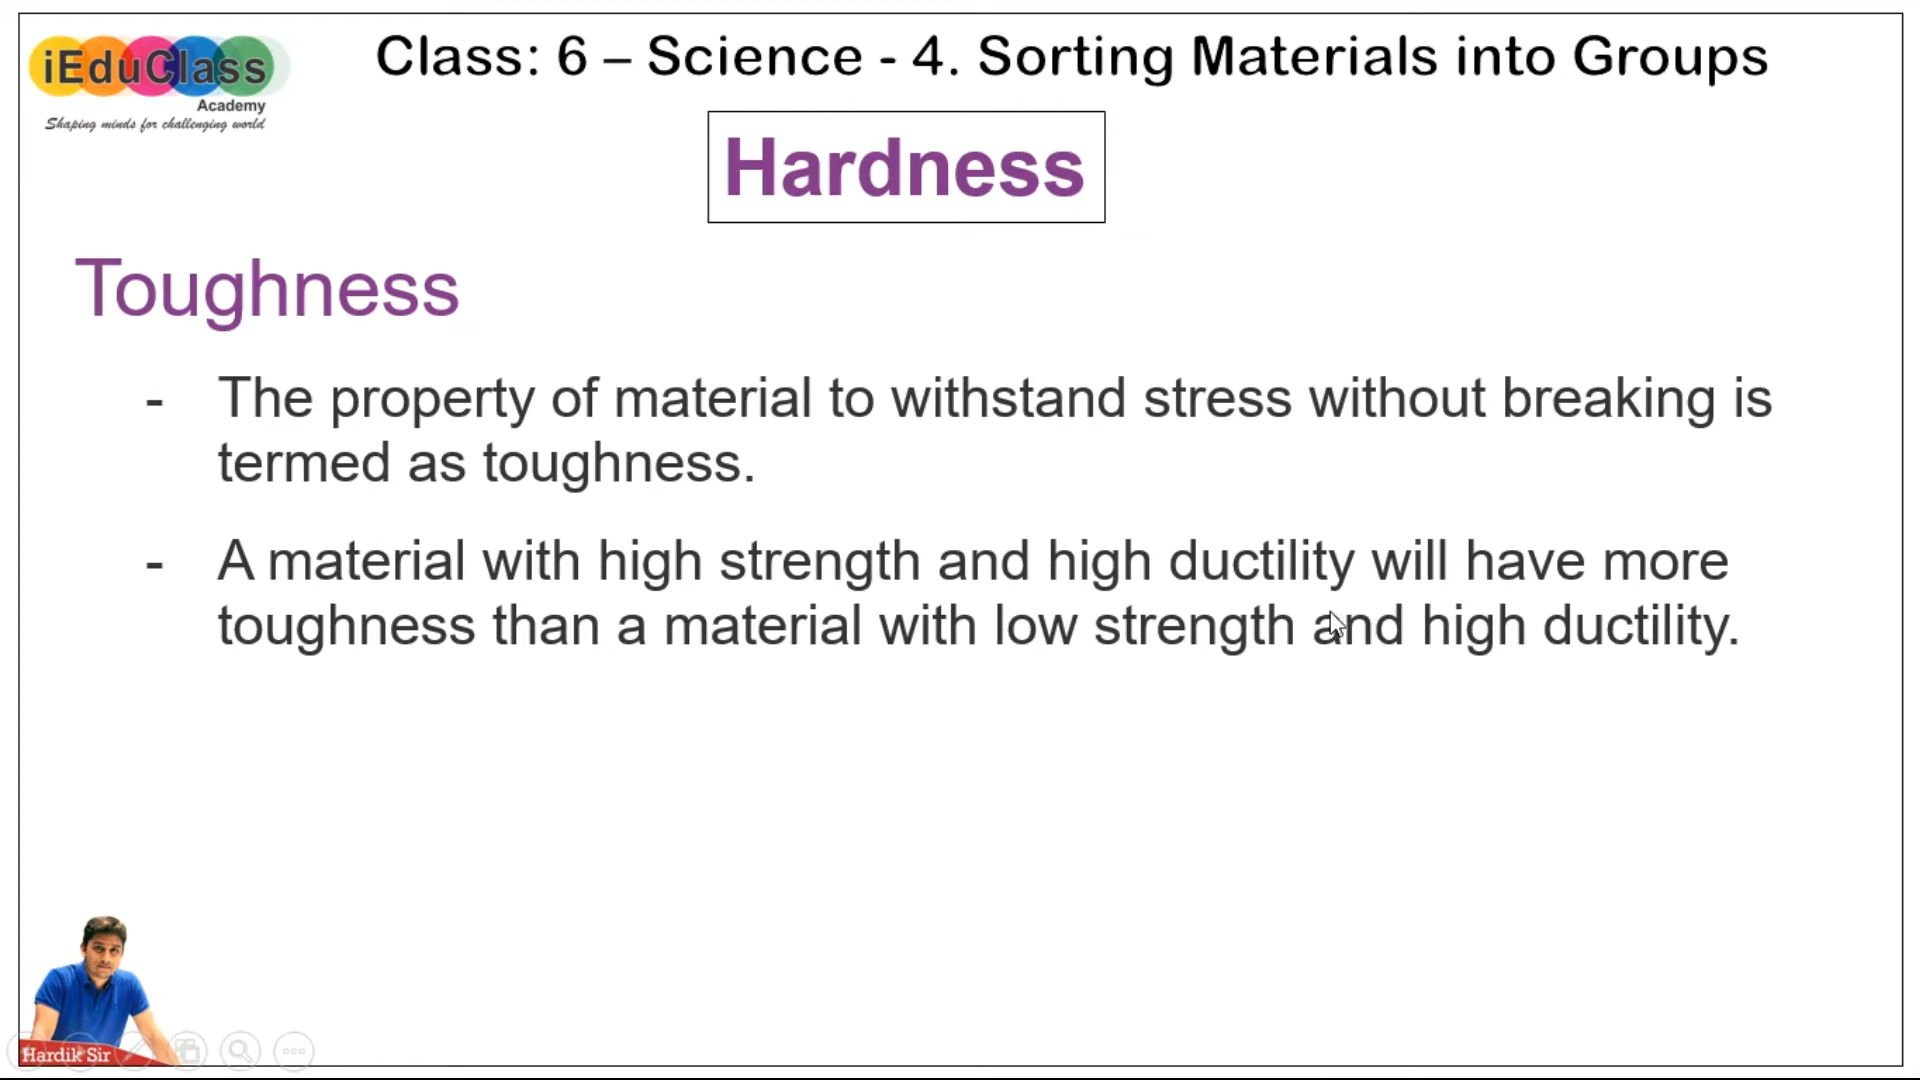 iEduClass
Academy
Shaping minds for challenging world
Class: 6 – Science - 4. Sorting Materials into Groups
Hardness
Toughness
- The property of material to withstand stress without breaking is
termed as toughness.
- A material with high strength and high ductility will have more
toughness than a material with low strength and high ductility.
Hardik Sir